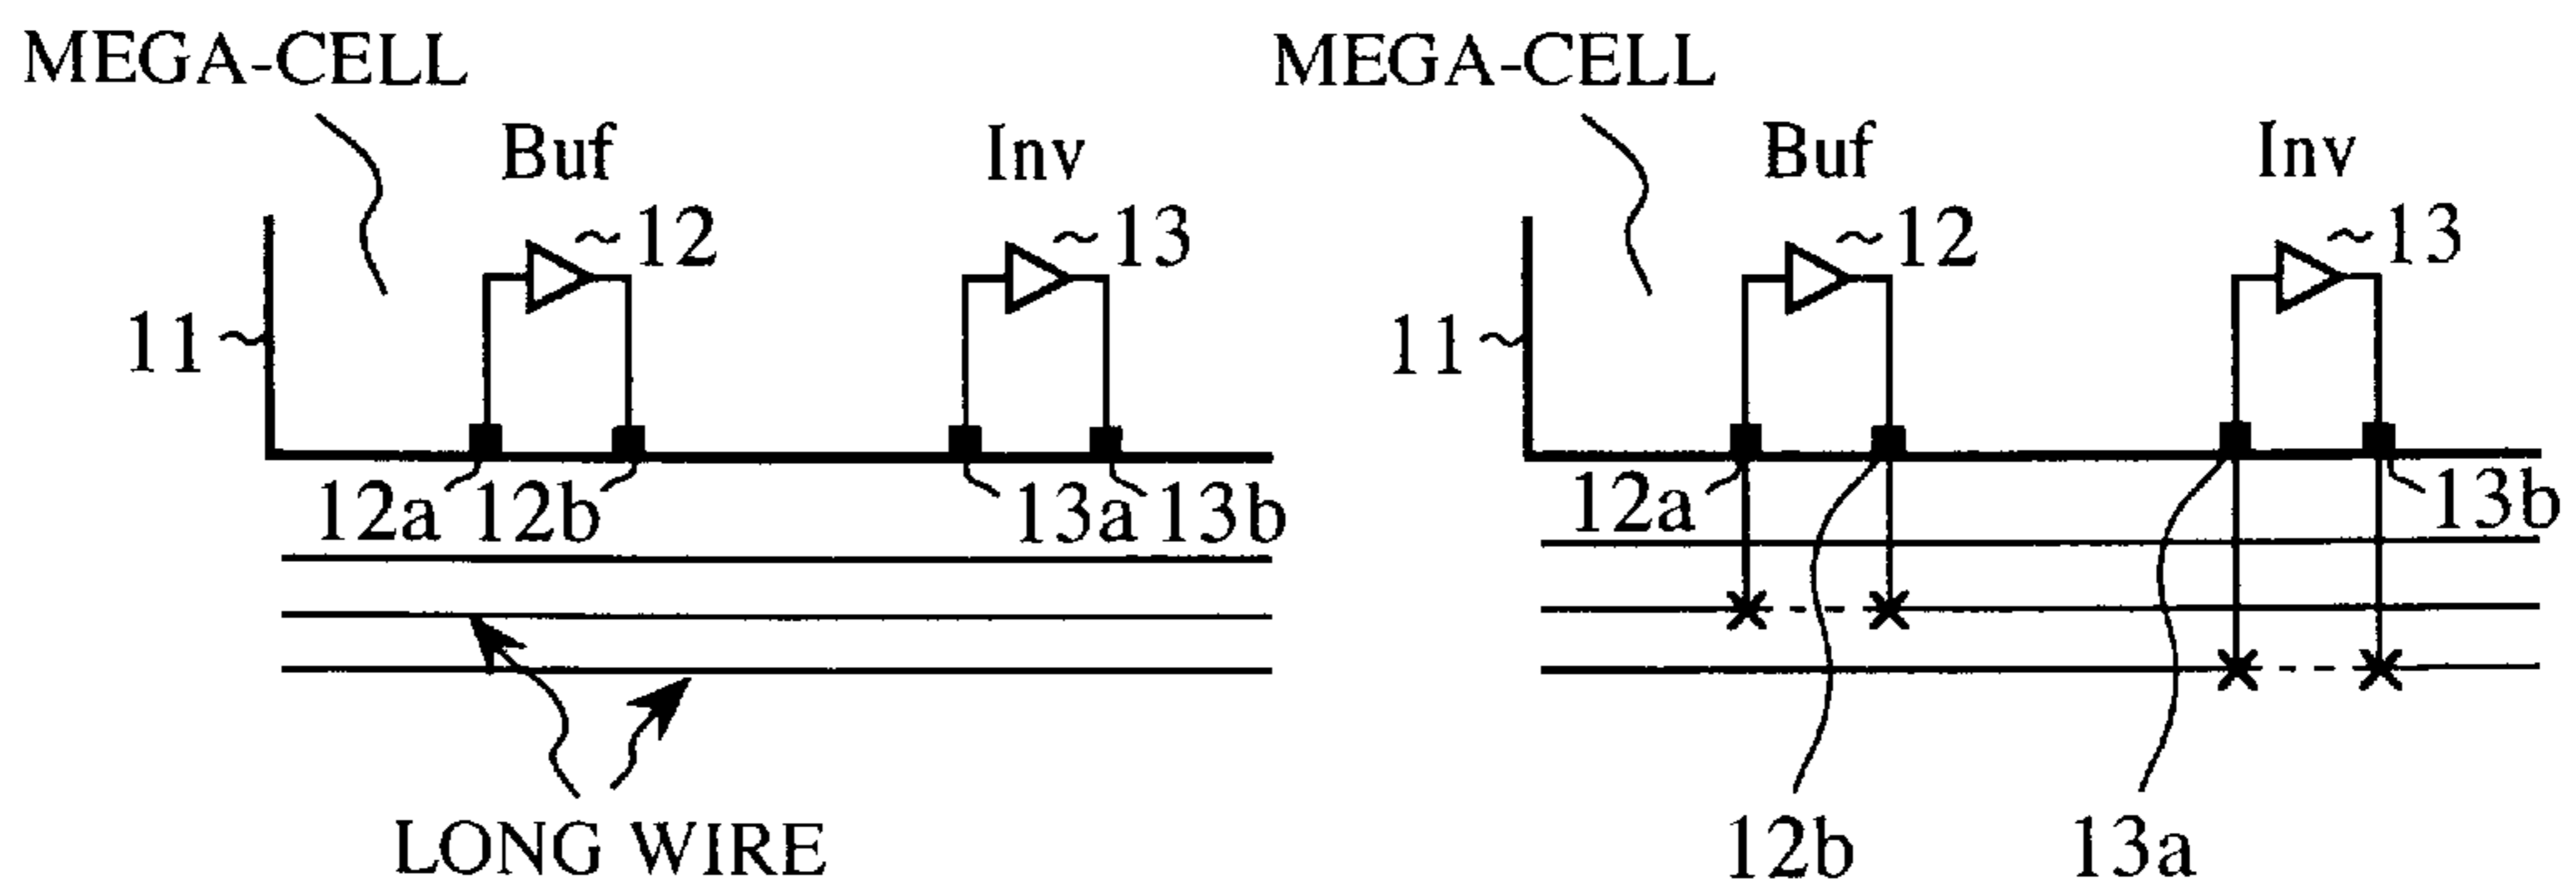 MEGA-CELL
Buf
Inv
12
13
11
12a
12b
13a
13b
LONG WIRE
MEGA-CELL
Buf
Inv
12
13
11
12a
13b
12b
13a